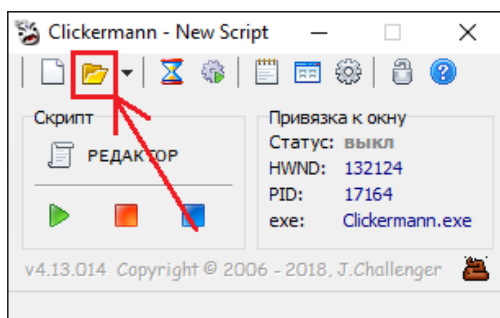 Clickermann - New Script
Скрипт
РЕДАКТОР
Привязка к окну
Статус: выкл
HWND: 132124
PID: 17164
exe: Clickermann.exe
v4.13.014 Copyright © 2006 - 2018, J.Challenger